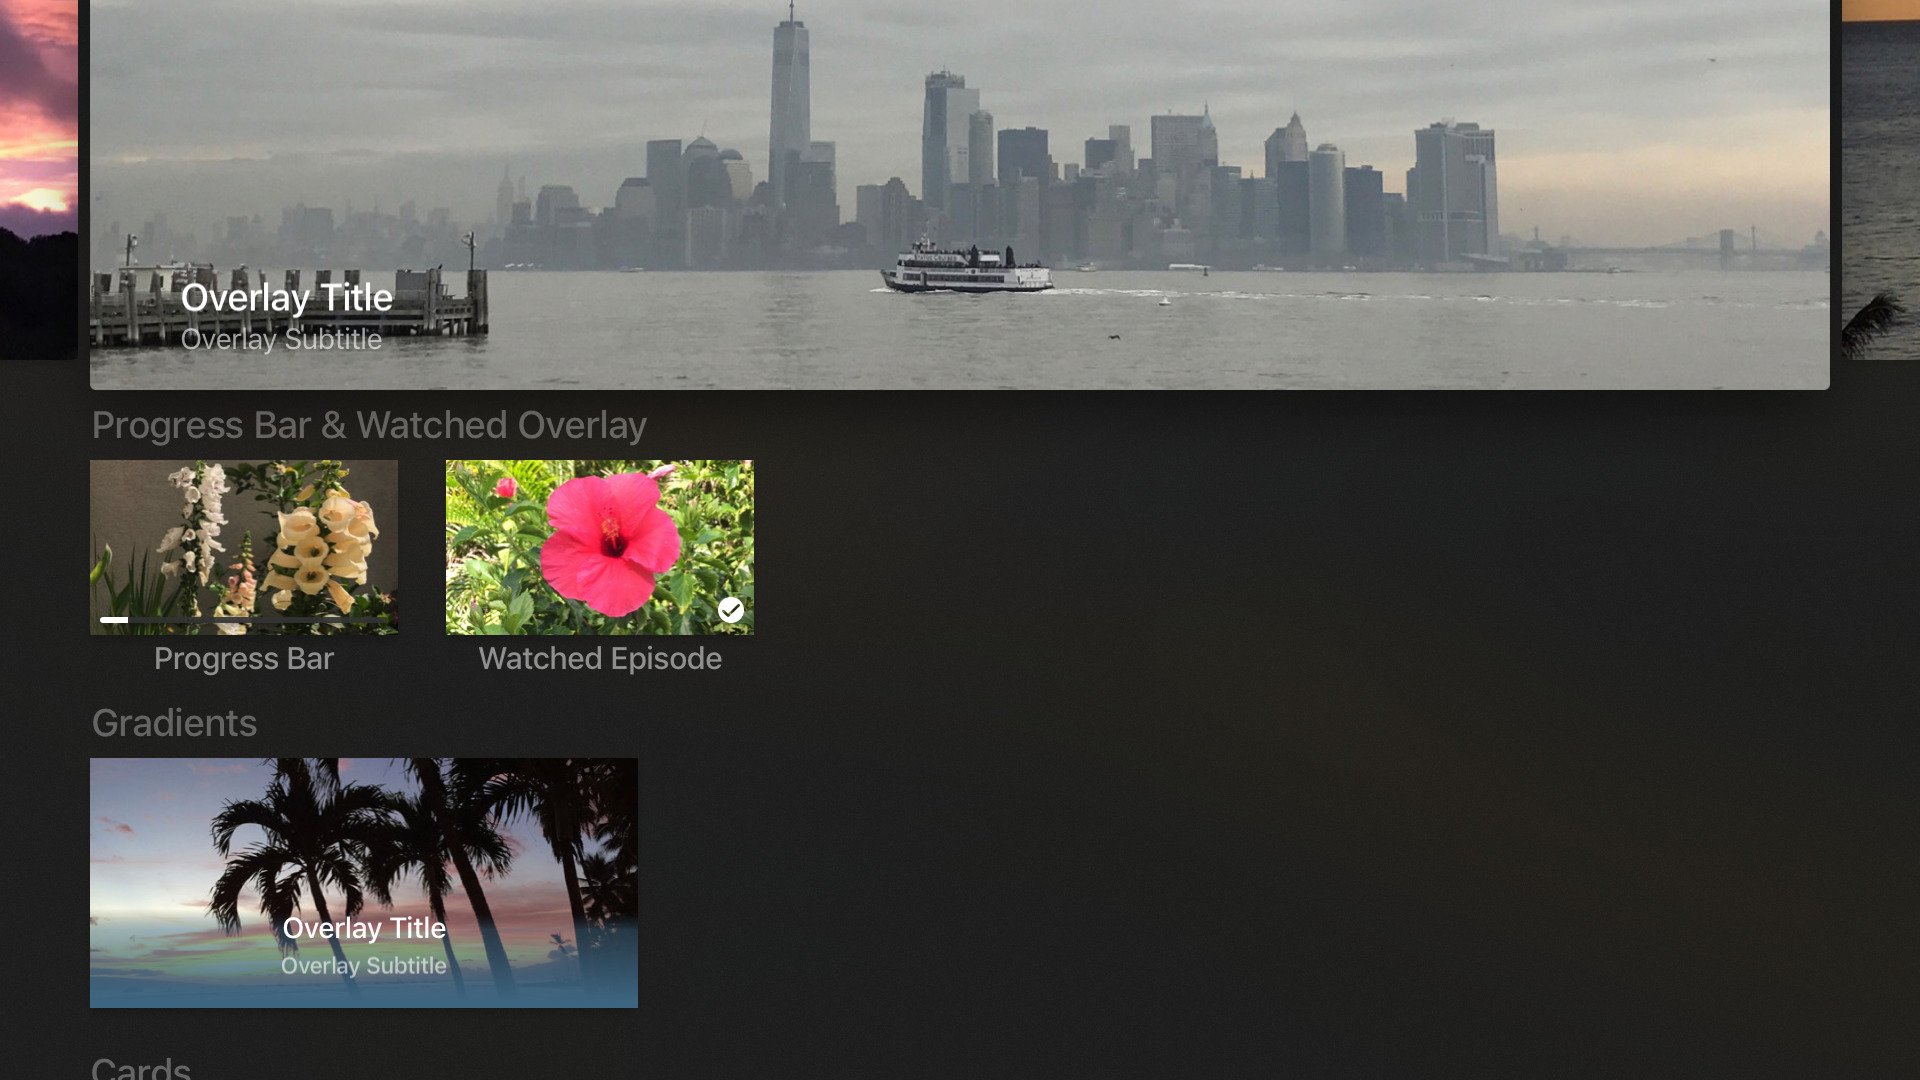 Overlay Title
Overlay Subtitle
Progress Bar & Watched Overlay
Progress Bar
Watched Episode
Gradients
Overlay Title
Overlay Subtitle
Cards